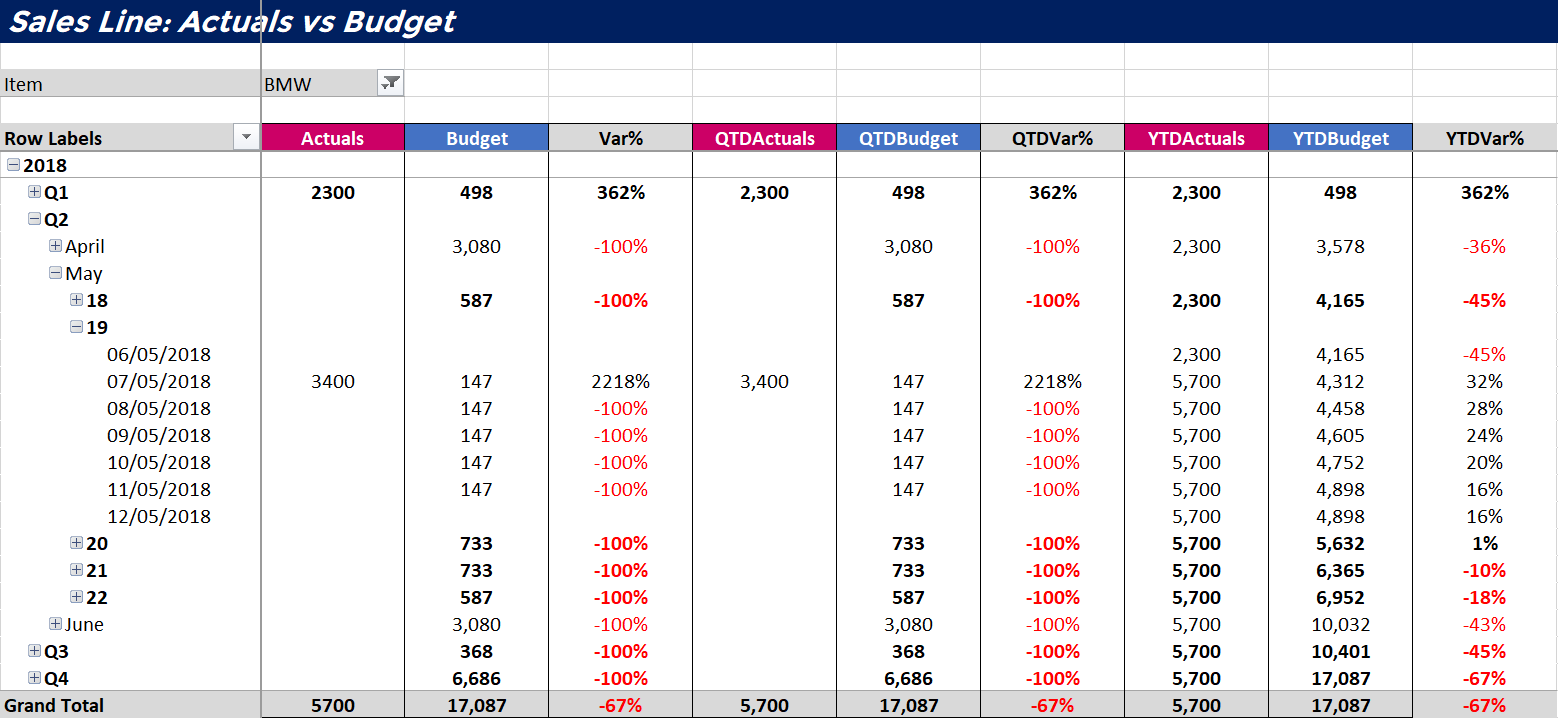 Sales Line: Actuals vs Budget
Item BMW
Row Labels Actuals Budget Var% QTDActuals QTDBudget QTDVar% YTDActuals YTDBudget YTDVar%
2018
Q1 2300 498 362% 2,300 498 362% 2,300 498 362%
Q2
April 3,080 -100% 3,080 -100% 2,300 3,578 -36%
May
18 587 -100% 587 -100% 2,300 4,165 -45%
19
06/05/2018 2,300 4,165 -45%
07/05/2018 3400 147 2218% 3,400 147 2218% 5,700 4,312 32%
08/05/2018 147 -100% 147 -100% 5,700 4,458 28%
09/05/2018 147 -100% 147 -100% 5,700 4,605 24%
10/05/2018 147 -100% 147 -100% 5,700 4,752 20%
11/05/2018 147 -100% 147 -100% 5,700 4,898 16%
12/05/2018 5,700 4,898 16%
20 733 -100% 733 -100% 5,700 5,632 1%
21 733 -100% 733 -100% 5,700 6,365 -10%
22 587 -100% 587 -100% 5,700 6,952 -18%
June 3,080 -100% 3,080 -100% 5,700 10,032 -43%
Q3 368 -100% 368 -100% 5,700 10,401 -45%
Q4 6,686 -100% 6,686 -100% 5,700 17,087 -67%
Grand Total 5700 17,087 -67% 5,700 17,087 -67% 5,700 17,087 -67%